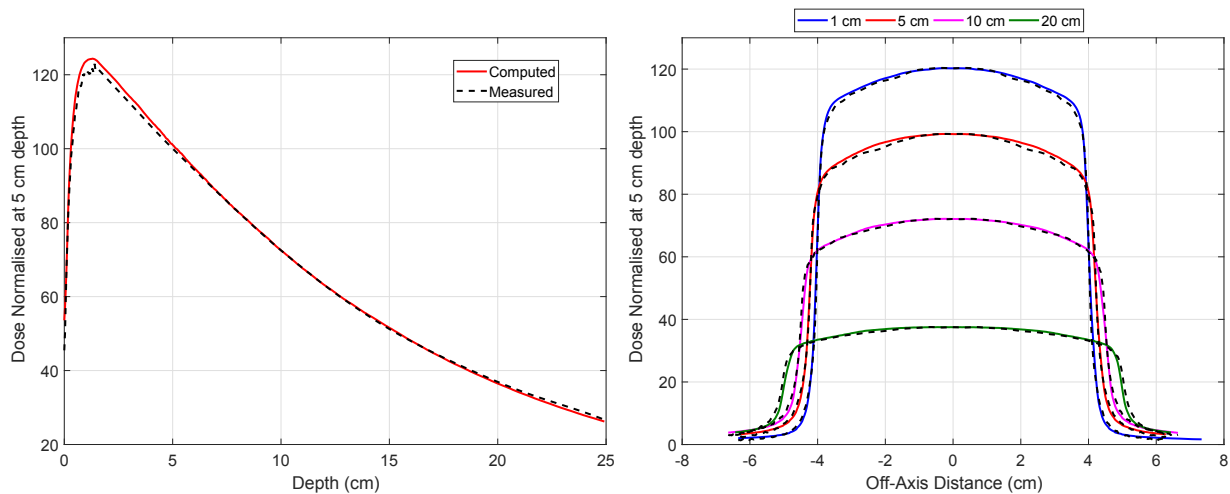 Dose Normalised at 5 cm depth
120
100
80
60
40
20
0
5
10
15
20
25
Depth (cm)
Computed
Measured
1 cm
5 cm
10 cm
20 cm
Dose Normalised at 5 cm depth
120
100
80
60
40
20
0
-8
-6
-4
-2
0
2
4
6
8
Off-Axis Distance (cm)